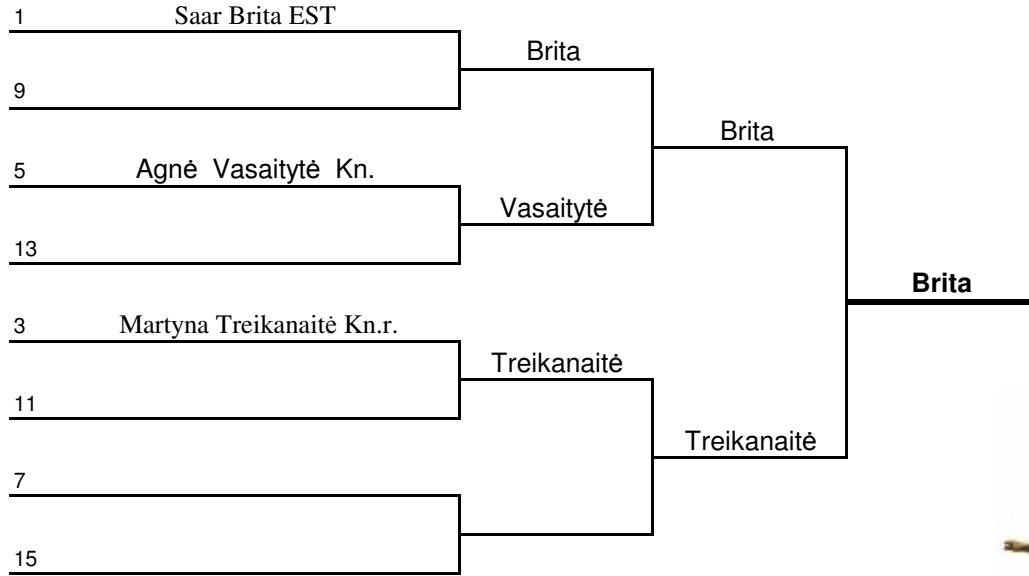 1 Saar Brita EST
Brita
9
Brita
5 Agnė Vasaitytė Kn.
Vasaitytė
13
Brita
3 Martyna Treikanaitė Kn.r.
Treikanaitė
11
Treikanaitė
7
15